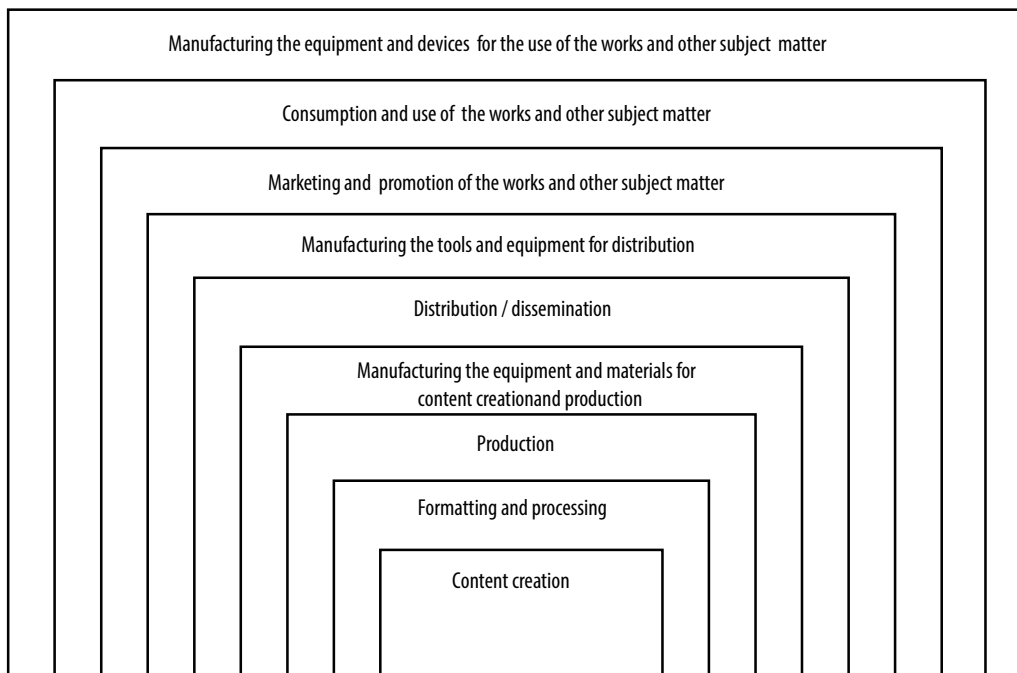 Manufacturing the equipment and devices for the use of the works and other subject matter
Consumption and use of the works and other subject matter
Marketing and promotion of the works and other subject matter
Manufacturing the tools and equipment for distribution
Distribution / dissemination
Manufacturing the equipment and materials for
content creationand production
Production
Formatting and processing
Content creation